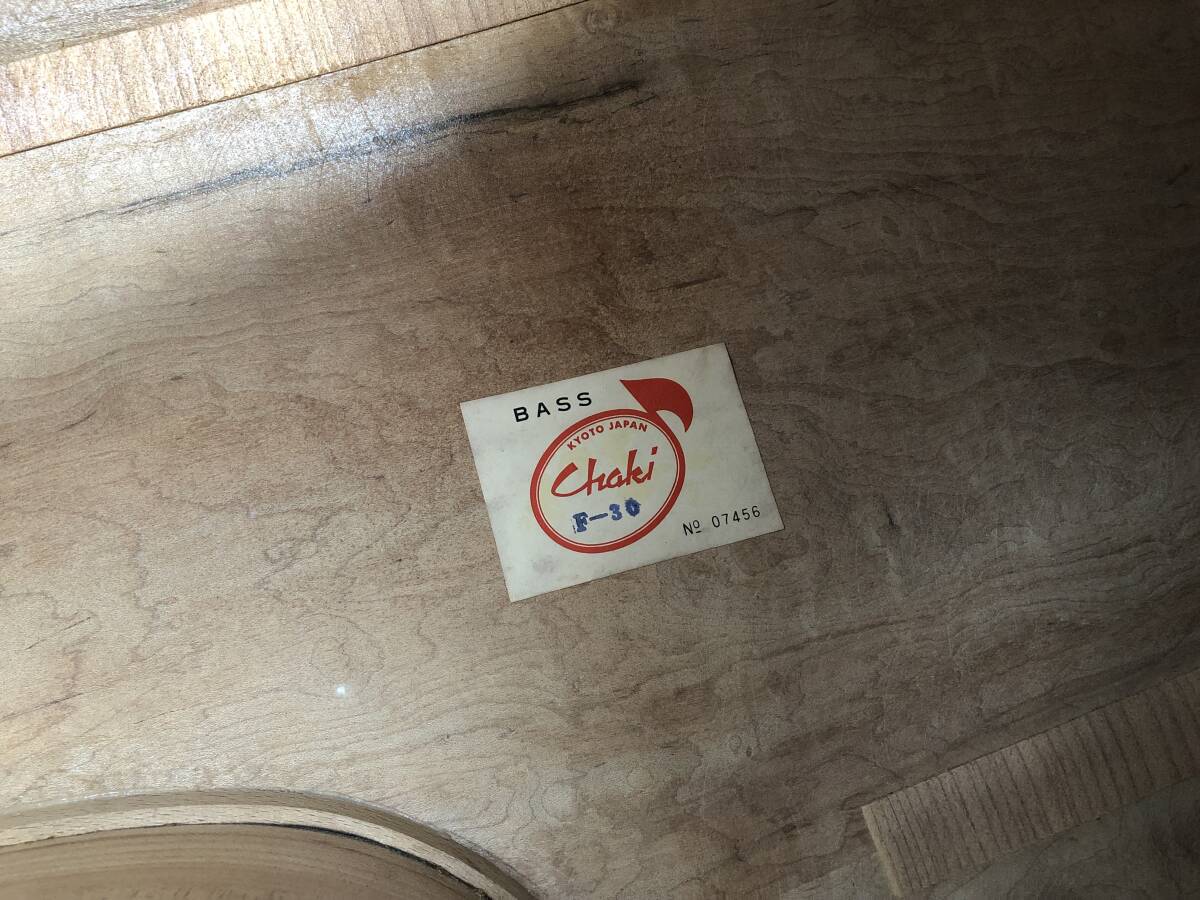 BASS
KYOTO JAPAN
Chaki
F-30
Nº 07456